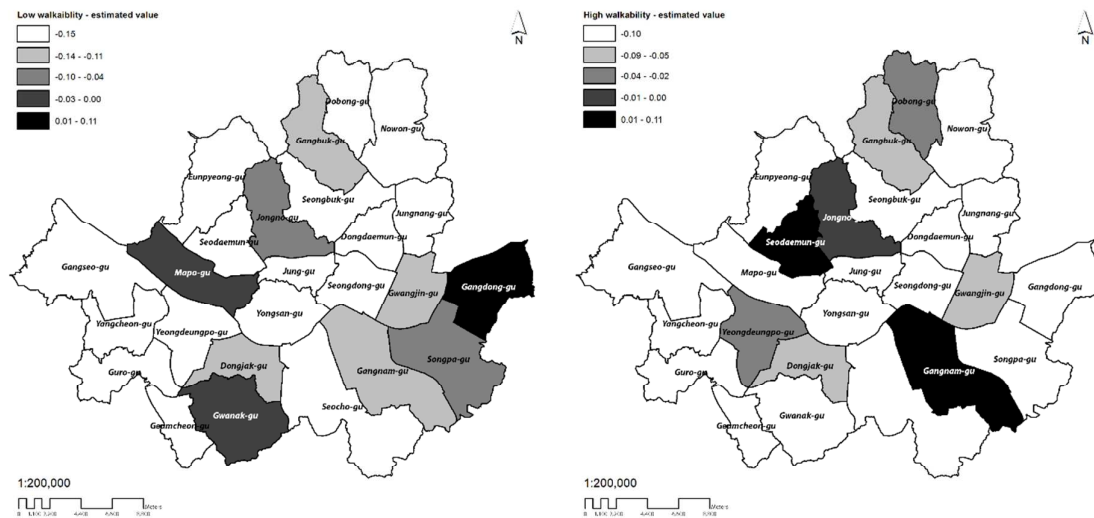 Low walkaiblity - estimated value
-0.15
-0.14 - -0.11
-0.10 - -0.04
-0.03 - 0.00
0.01 - 0.11
N
Dobong-gu
Nowon-gu
Gangbuk-gu
Eunpyeong-gu
Seongbuk-gu
Jongno-gu
Jungnang-gu
Seodaemun-gu
Dongdaemun-gu
Gangseo-gu
Mapo-gu
Jung-gu
Seongdong-gu
Gwangjin-gu
Gangdong-gu
Yongsan-gu
Yangcheon-gu
Yeongdeungpo-gu
Songpa-gu
Guro-gu
Dongjak-gu
Gangnam-gu
Seocho-gu
Gwanak-gu
Geumcheon-gu
1:200,000
Meters
High walkability - estimated value
-0.10
-0.09 - -0.05
-0.04 - -0.02
-0.01 - 0.00
0.01 - 0.11
N
Dobong-gu
Nowon-gu
Gangbuk-gu
Eunpyeong-gu
Seongbuk-gu
Jongno
Jungnang-gu
Seodaemun-gu
Dongdaemun-gu
Gangseo-gu
Mapo-gu
Jung-gu
Seongdong-gu
Gwangjin-gu
Gangdong-gu
Yongsan-gu
Yangcheon-gu
Yeongdeungpo-gu
Songpa-gu
Guro-gu
Dongjak-gu
Gangnam-gu
Gwanak-gu
Geumcheon-gu
1:200,000
Meters